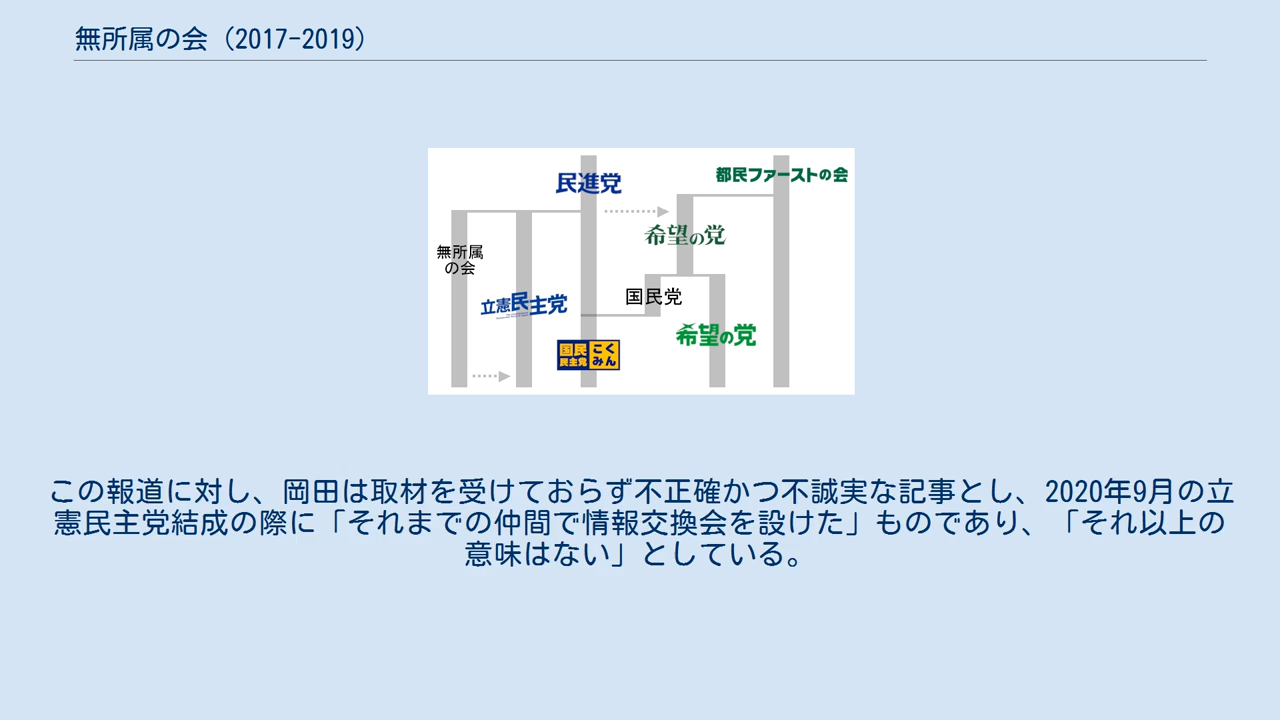 無所属の会（2017-2019）
民進党
都民ファーストの会
希望の党
無所属
の会
国民党
立憲民主党
希望の党
国民
民主党
こく
みん
この報道に対し、岡田は取材を受けておらず不正確かつ不誠実な記事とし、2020年9月の立
憲民主党結成の際に「それまでの仲間で情報交換会を設けた」ものであり、「それ以上の
意味はない」としている。